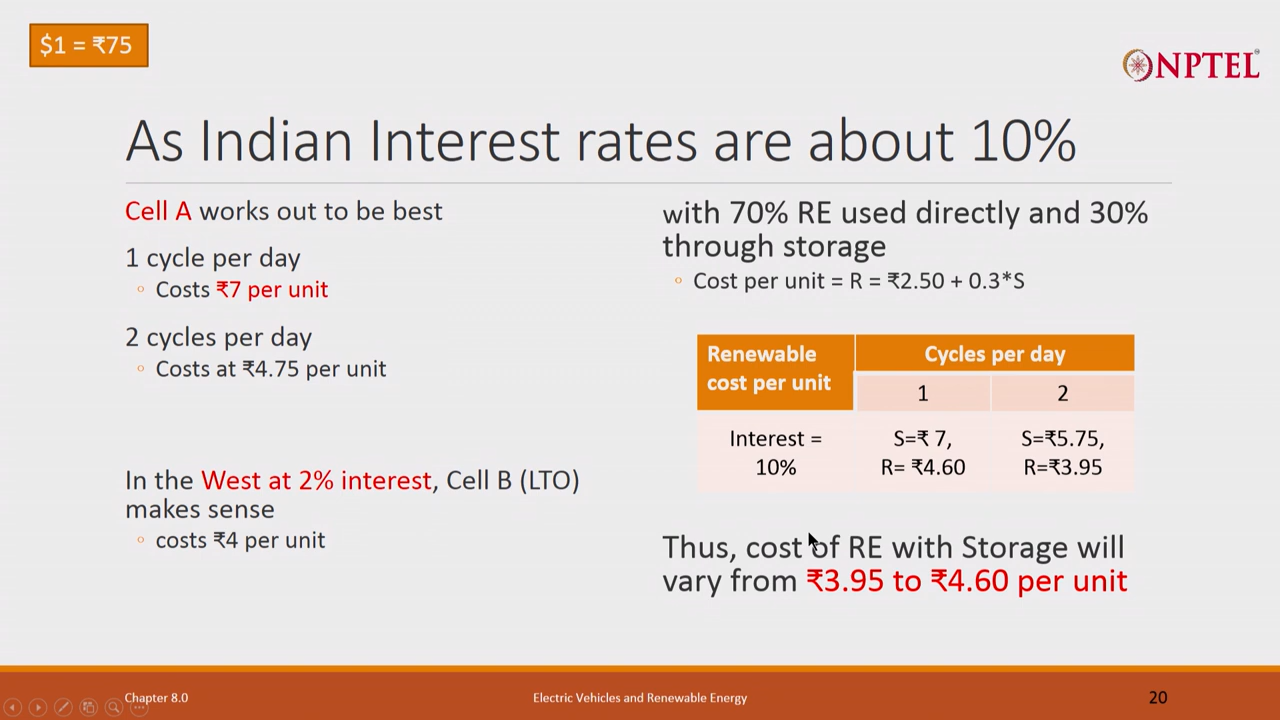 $1 = ₹75
NPTEL
As Indian Interest rates are about 10%
Cell A works out to be best
1 cycle per day
Costs ₹7 per unit
2 cycles per day
Costs at ₹4.75 per unit
In the West at 2% interest, Cell B (LTO)
makes sense
costs ₹4 per unit
with 70% RE used directly and 30%
through storage
Cost per unit = R = ₹2.50 + 0.3*S
Renewable
cost per unit
Cycles per day
1
2
Interest =
10%
S=₹ 7,
R= ₹4.60
S=₹5.75,
R=₹3.95
Thus, cost of RE with Storage will
vary from ₹3.95 to ₹4.60 per unit
Chapter 8.0
Electric Vehicles and Renewable Energy
20